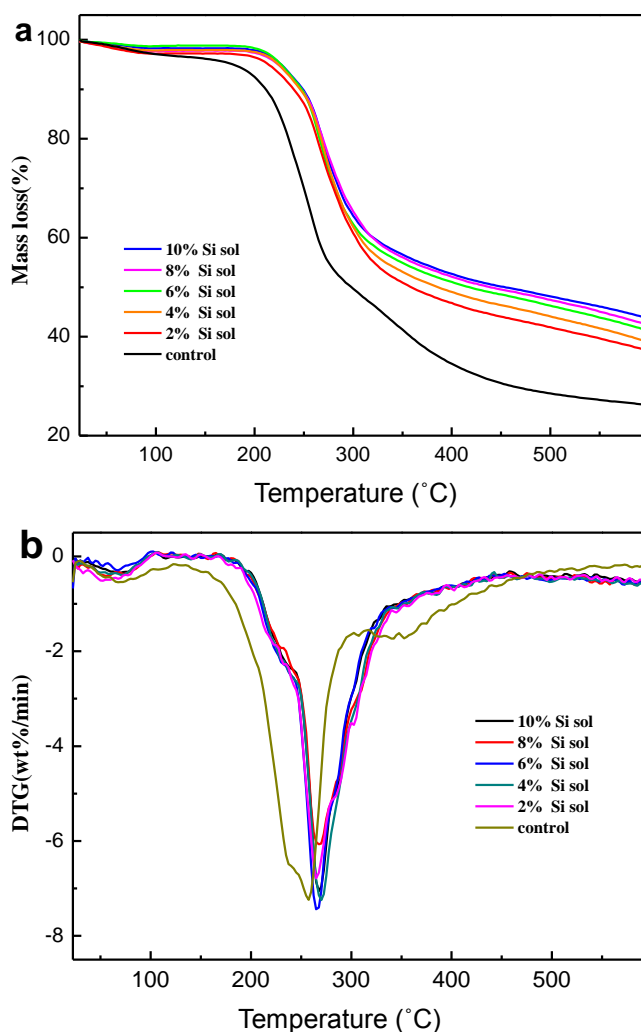 a
100
80
60
40
20
Mass loss(%)
10% Si sol
8% Si sol
6% Si sol
4% Si sol
2% Si sol
control
100
200
300
400
500
Temperature (˚C)
b
0
-2
-4
-6
-8
DTG(wt%/min)
10% Si sol
8% Si sol
6% Si sol
4% Si sol
2% Si sol
control
100
200
300
400
500
Temperature (˚C)